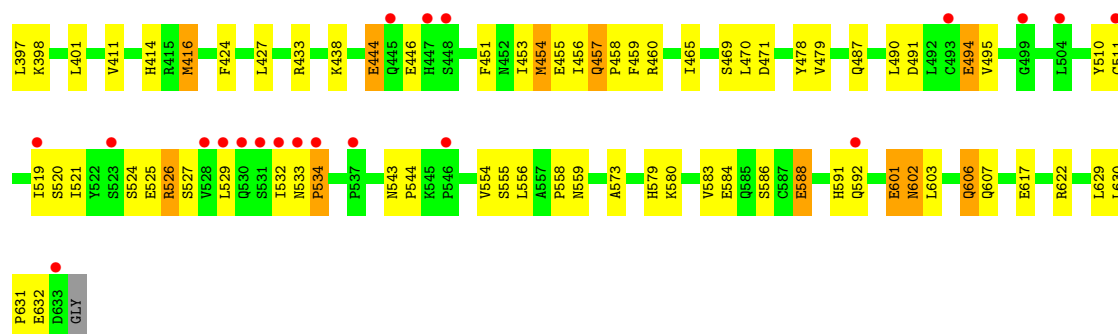 L397 K398 L401 V411 H414 R415 M416 F424 L427 R433 K438 E444 Q445 E446 H447 S448 F451 N452 I453 M454 E455 I456 Q457 P458 F459 R460 I465 S469 L470 D471 Y478 V479 Q487 L490 D491 L492 C493 E494 V495 G499 L504 Y510
I519 S520 I521 Y522 S523 S524 E525 R526 S527 V528 L529 Q530 S531 I532 N533 P534 P537 N543 P544 K545 P546 V554 S555 L556 A557 P558 N559 A573 H579 K580 V583 E584 Q585 S586 C587 E588 H591 Q592 E601 N602 L603 Q606 Q607 E617 R622 L629
P631 E632 D633 GLY